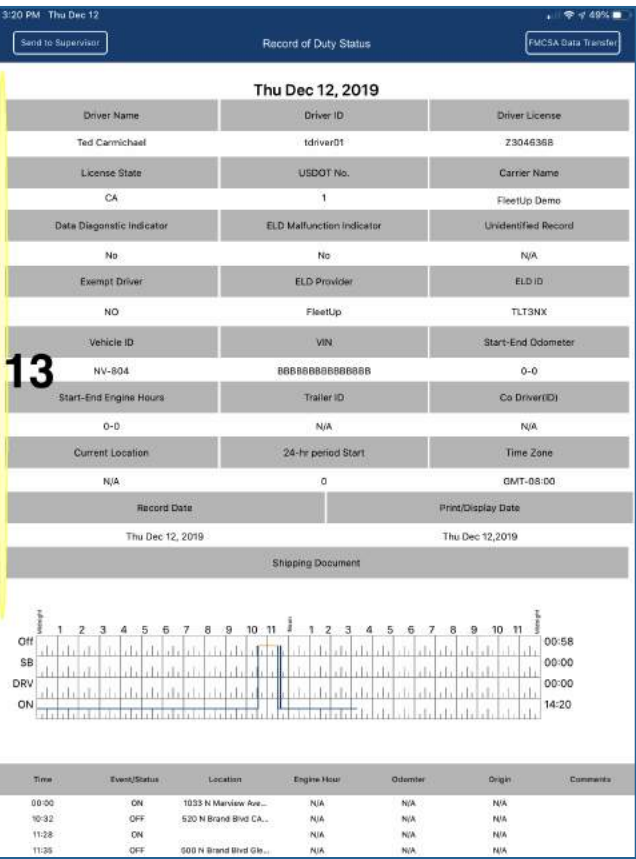 3:20 PM Thu Dec 12 49%
Send to Supervisor Record of Duty Status FMCSA Data Transfer
Thu Dec 12, 2019
Driver Name Driver ID Driver License
Ted Carmichael tdriver01 Z3046368
License State USDOT No. Carrier Name
CA 1 FleetUp Demo
Data Diagonstic Indicator ELD Malfunction Indicator Unidentified Record
No No N/A
Exempt Driver ELD Provider ELD ID
NO FleetUp TLT3NX
Vehicle ID VIN Start-End Odometer
13
NV-804 BBBBBBBBBBBBBBB 0-0
Start-End Engine Hours Trailer ID Co Driver(ID)
0-0 N/A N/A
Current Location 24-hr period Start Time Zone
N/A 0 GMT-08:00
Record Date Print/Display Date
Thu Dec 12, 2019 Thu Dec 12,2019
Shipping Document
Midnight 1 2 3 4 5 6 7 8 9 10 11 Noon 1 2 3 4 5 6 7 8 9 10 11 Midnight
Off 00:58
SB 00:00
DRV 00:00
ON 14:20
Time Event/Status Location Engine Hour Odomter Origin Comments
00:00 ON 1033 N Marview Ave... N/A N/A N/A
10:32 OFF 520 N Brand Blvd CA... N/A N/A N/A
11:28 ON N/A N/A N/A
11:35 OFF 500 N Brand Blvd Gle... N/A N/A N/A